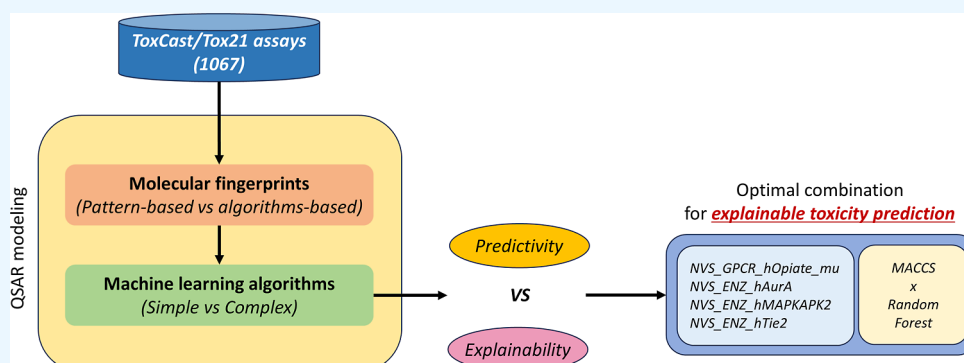 ToxCast/Tox21 assays
(1067)
QSAR modeling
Molecular fingerprints
(Pattern-based vs algorithms-based)
Machine learning algorithms
(Simple vs Complex)
Predictivity
VS
Explainability
Optimal combination
for explainable toxicity prediction
NVS_GPCR_hOpiate_mu
NVS_ENZ_hAurA
NVS_ENZ_hMAPKAPK2
NVS_ENZ_hTie2
MACCS
x
Random
Forest